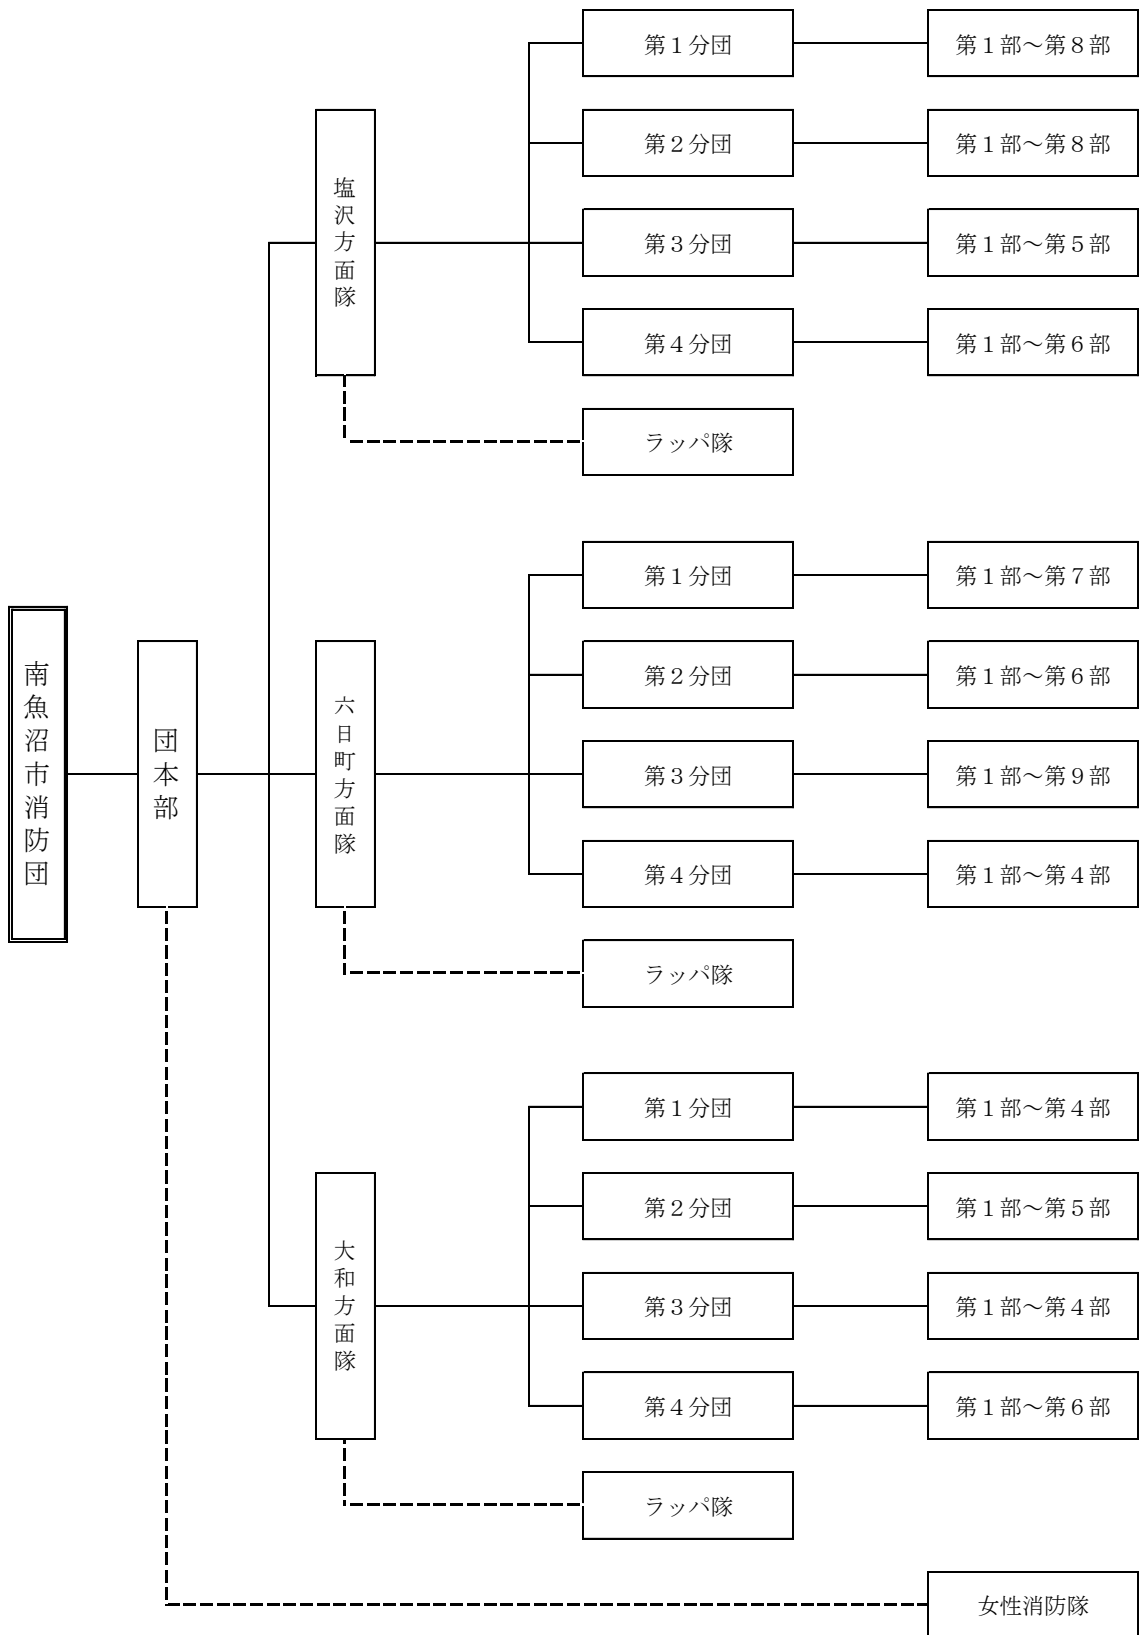 南魚沼市消防団
団本部
塩沢方面隊
第１分団
第１部～第８部
第２分団
第１部～第８部
第３分団
第１部～第５部
第４分団
第１部～第６部
ラッパ隊
六日町方面隊
第１分団
第１部～第７部
第２分団
第１部～第６部
第３分団
第１部～第９部
第４分団
第１部～第４部
ラッパ隊
大和方面隊
第１分団
第１部～第４部
第２分団
第１部～第５部
第３分団
第１部～第４部
第４分団
第１部～第６部
ラッパ隊
女性消防隊